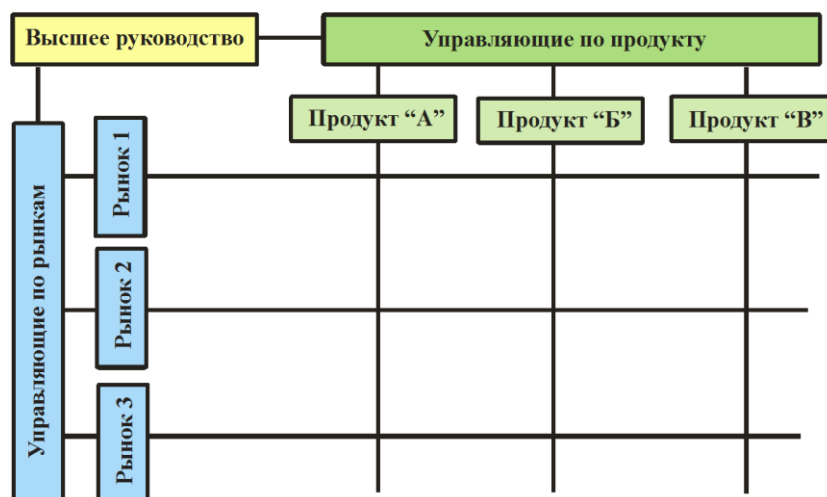 Высшее руководство
Управляющие по продукту
Продукт “А”
Продукт “Б”
Продукт “В”
Управляющие по рынкам
Рынок 1
Рынок 2
Рынок 3